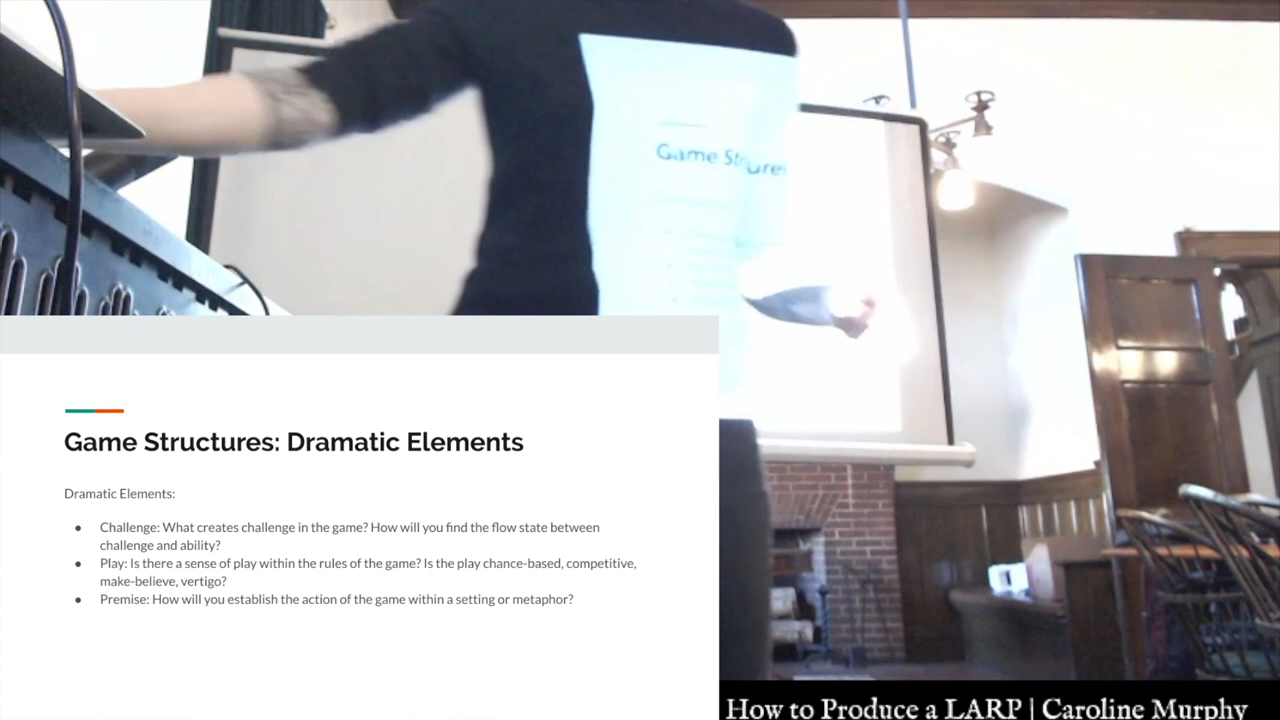 Game Structures
Game Structures: Dramatic Elements
Dramatic Elements:
● Challenge: What creates challenge in the game? How will you find the flow state between
challenge and ability?
● Play: Is there a sense of play within the rules of the game? Is the play chance-based, competitive,
make-believe, vertigo?
● Premise: How will you establish the action of the game within a setting or metaphor?
How to Produce a LARP | Caroline Murphy